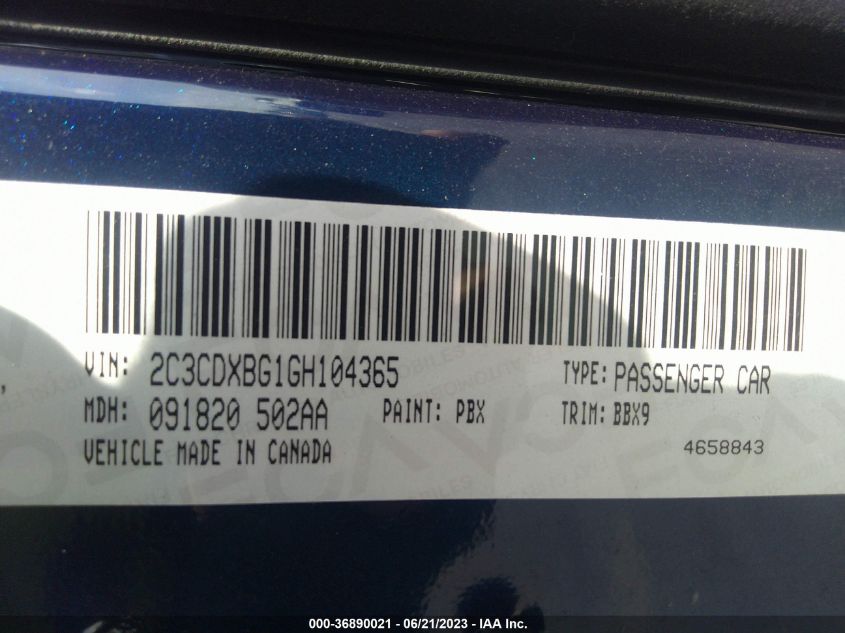 VIN: 2C3CDXBG1GH104365 TYPE: PASSENGER CAR
MDH: 091820 502AA PAINT: PBX TRIM: BBX9
VEHICLE MADE IN CANADA 4658843
000-36890021 - 06/21/2023 - IAA Inc.